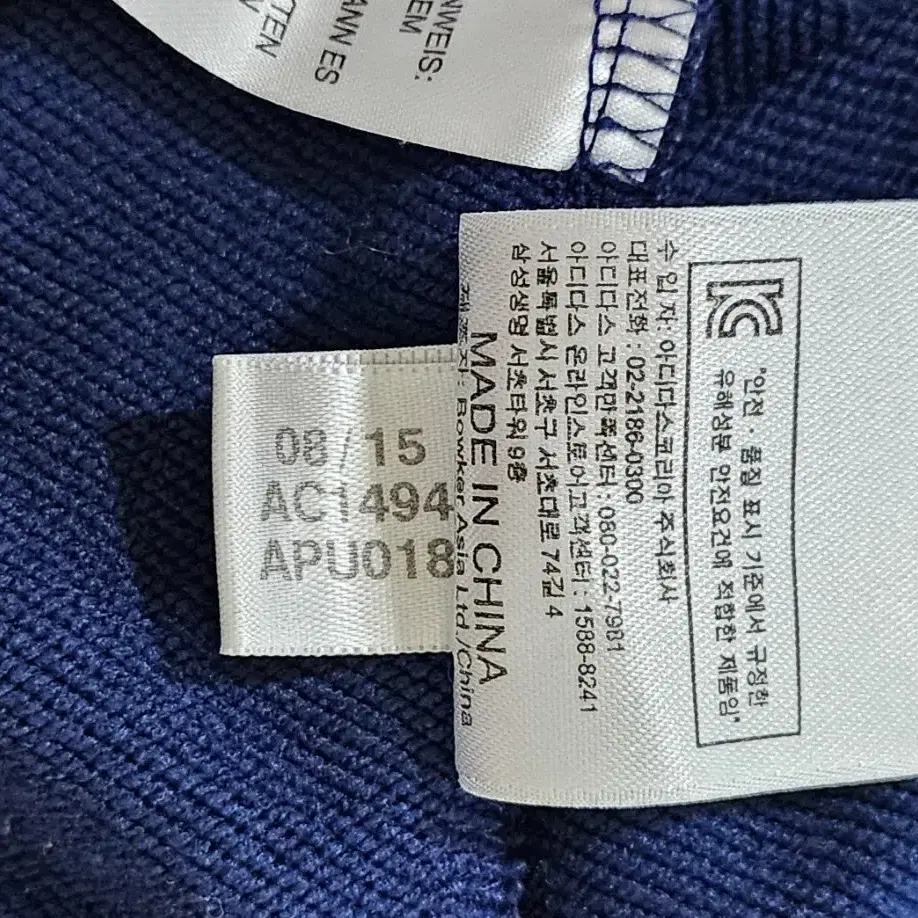 NWEIS:
EM
ANN ES
KTEN
08/15
AC1494
APU018
"안전·품질 표시 기준에서 규정한
유해성분 안전요건에 적합한 제품임"
수 입 자: 아디다스코리아 주식회사
대표전화 : 02-2186-0300
아디다스 고객만족센터 : 080-022-7981
아디다스 온라인스토어고객센터 : 1588-8241
서울특별시 서초구 서초대로 74길 4
삼성생명 서초타워 9층
MADE IN CHINA
제조자: Bowker Asia Ltd./China